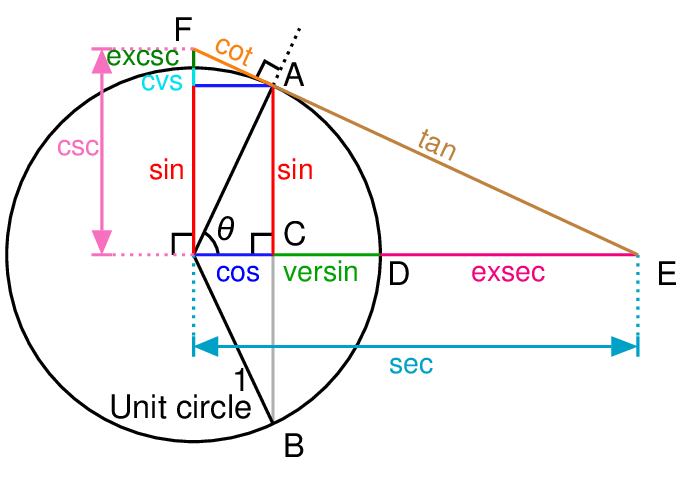 F
excsc
cot
A
cvs
csc
sin
sin
tan
θ
C
cos
versin
D
exsec
E
sec
1
Unit circle
B